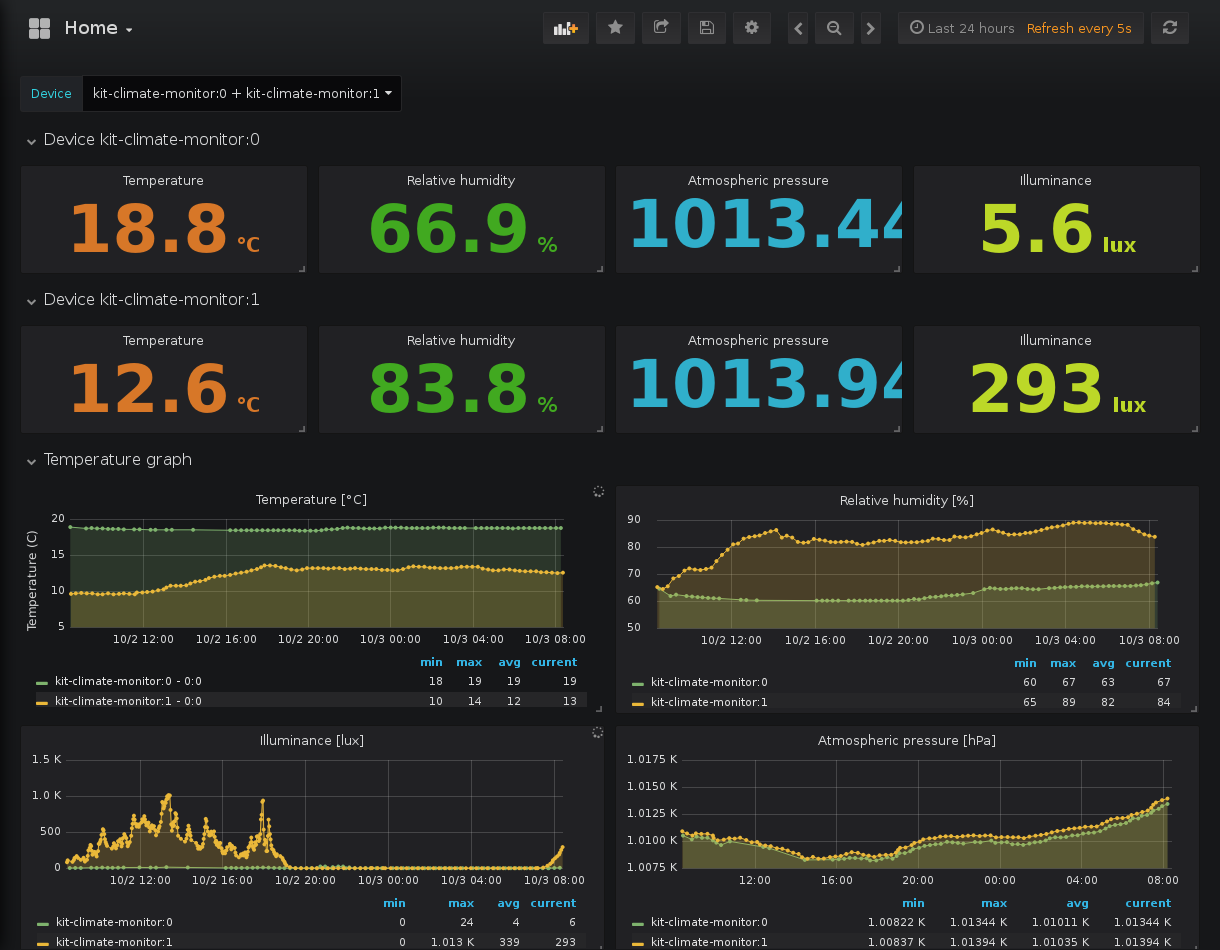 Home
Last 24 hours Refresh every 5s
Device kit-climate-monitor:0 + kit-climate-monitor:1
Device kit-climate-monitor:0
Temperature Relative humidity Atmospheric pressure Illuminance
18.8 °C 66.9 % 1013.44 5.6 lux
Device kit-climate-monitor:1
Temperature Relative humidity Atmospheric pressure Illuminance
12.6 °C 83.8 % 1013.94 293 lux
Temperature graph
Temperature [°C]
Temperature (C)
20
15
10
5
10/2 12:00 10/2 16:00 10/2 20:00 10/3 00:00 10/3 04:00 10/3 08:00
min max avg current
kit-climate-monitor:0 - 0:0 18 19 19 19
kit-climate-monitor:1 - 0:0 10 14 12 13
Relative humidity [%]
90
80
70
60
50
10/2 12:00 10/2 16:00 10/2 20:00 10/3 00:00 10/3 04:00 10/3 08:00
min max avg current
kit-climate-monitor:0 60 67 63 67
kit-climate-monitor:1 65 89 82 84
Illuminance [lux]
1.5 K
1.0 K
500
0
10/2 12:00 10/2 16:00 10/2 20:00 10/3 00:00 10/3 04:00 10/3 08:00
min max avg current
kit-climate-monitor:0 0 24 4 6
kit-climate-monitor:1 0 1.013 K 339 293
Atmospheric pressure [hPa]
1.0175 K
1.0150 K
1.0125 K
1.0100 K
1.0075 K
12:00 16:00 20:00 00:00 04:00 08:00
min max avg current
kit-climate-monitor:0 1.00822 K 1.01344 K 1.01011 K 1.01344 K
kit-climate-monitor:1 1.00837 K 1.01394 K 1.01035 K 1.01394 K